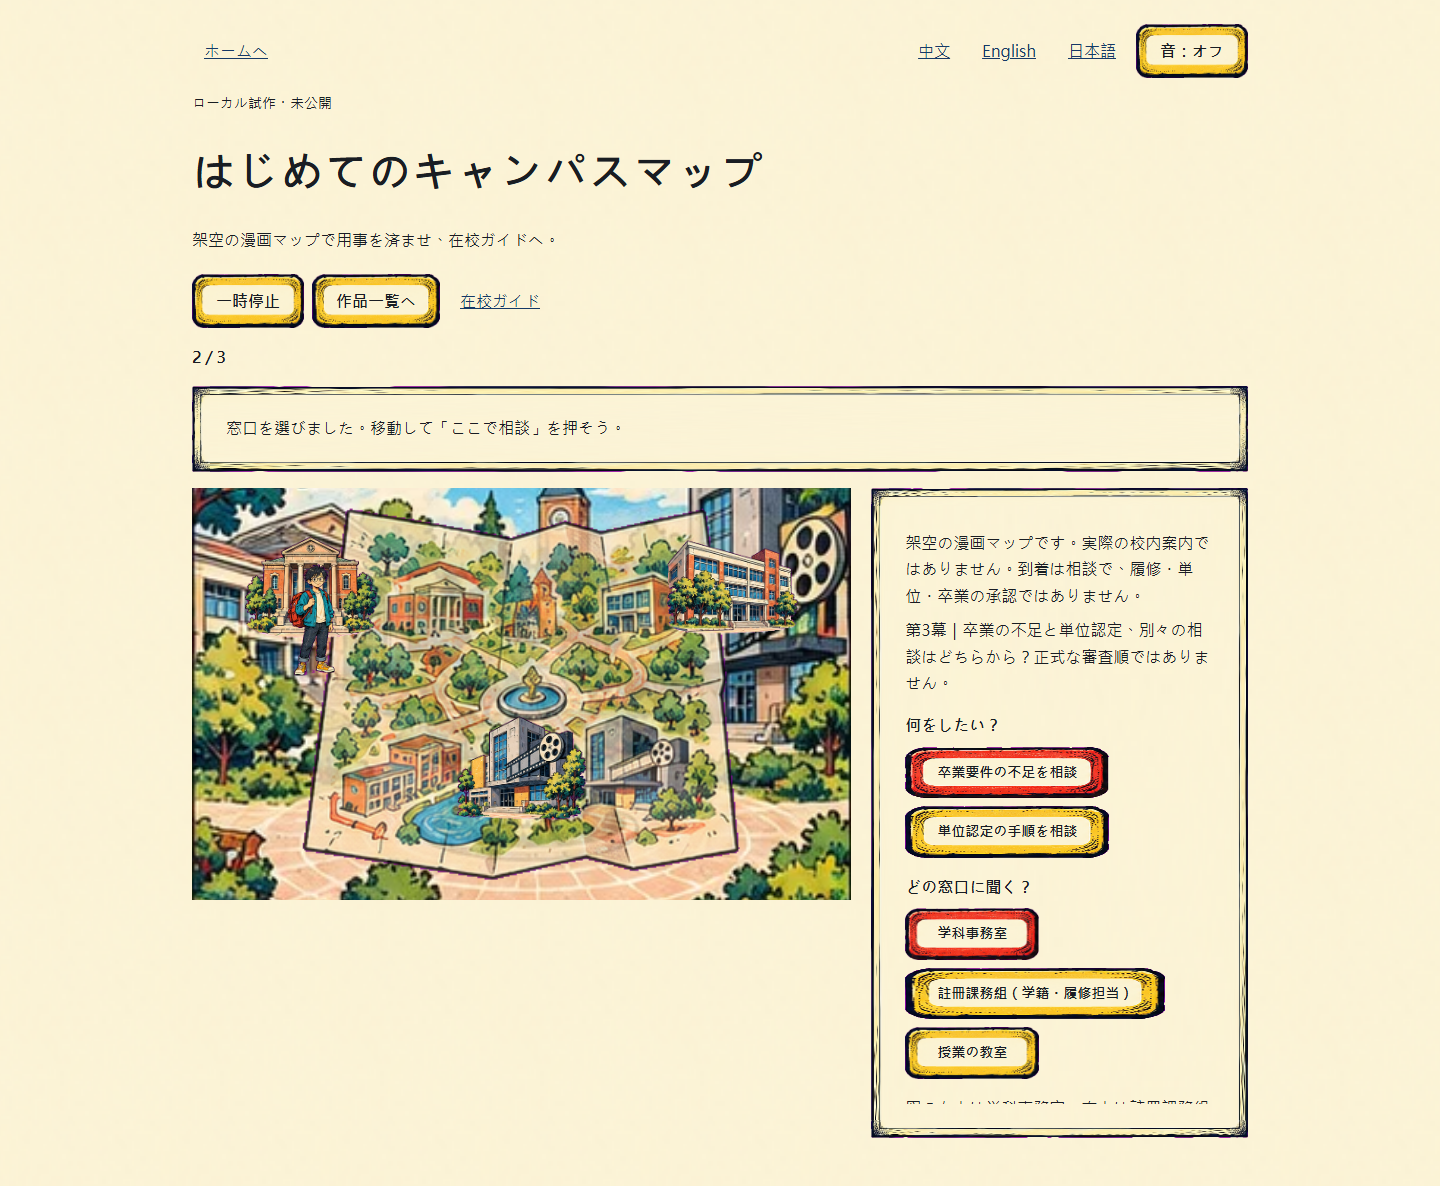 ホームへ
中文 English 日本語 音：オフ
ローカル試作・未公開
はじめてのキャンパスマップ
架空の漫画マップで用事を済ませ、在校ガイドへ。
一時停止 作品一覧へ 在校ガイド
2 / 3
窓口を選びました。移動して「ここで相談」を押そう。
架空の漫画マップです。実際の校内案内で
はありません。到着は相談で、履修・単
位・卒業の承認ではありません。
第3幕｜卒業の不足と単位認定、別々の相
談はどちらから？正式な審査順ではありま
せん。
何をしたい？
卒業要件の不足を相談
単位認定の手順を相談
どの窓口に聞く？
学科事務室
註冊課務組（学籍・履修担当）
授業の教室